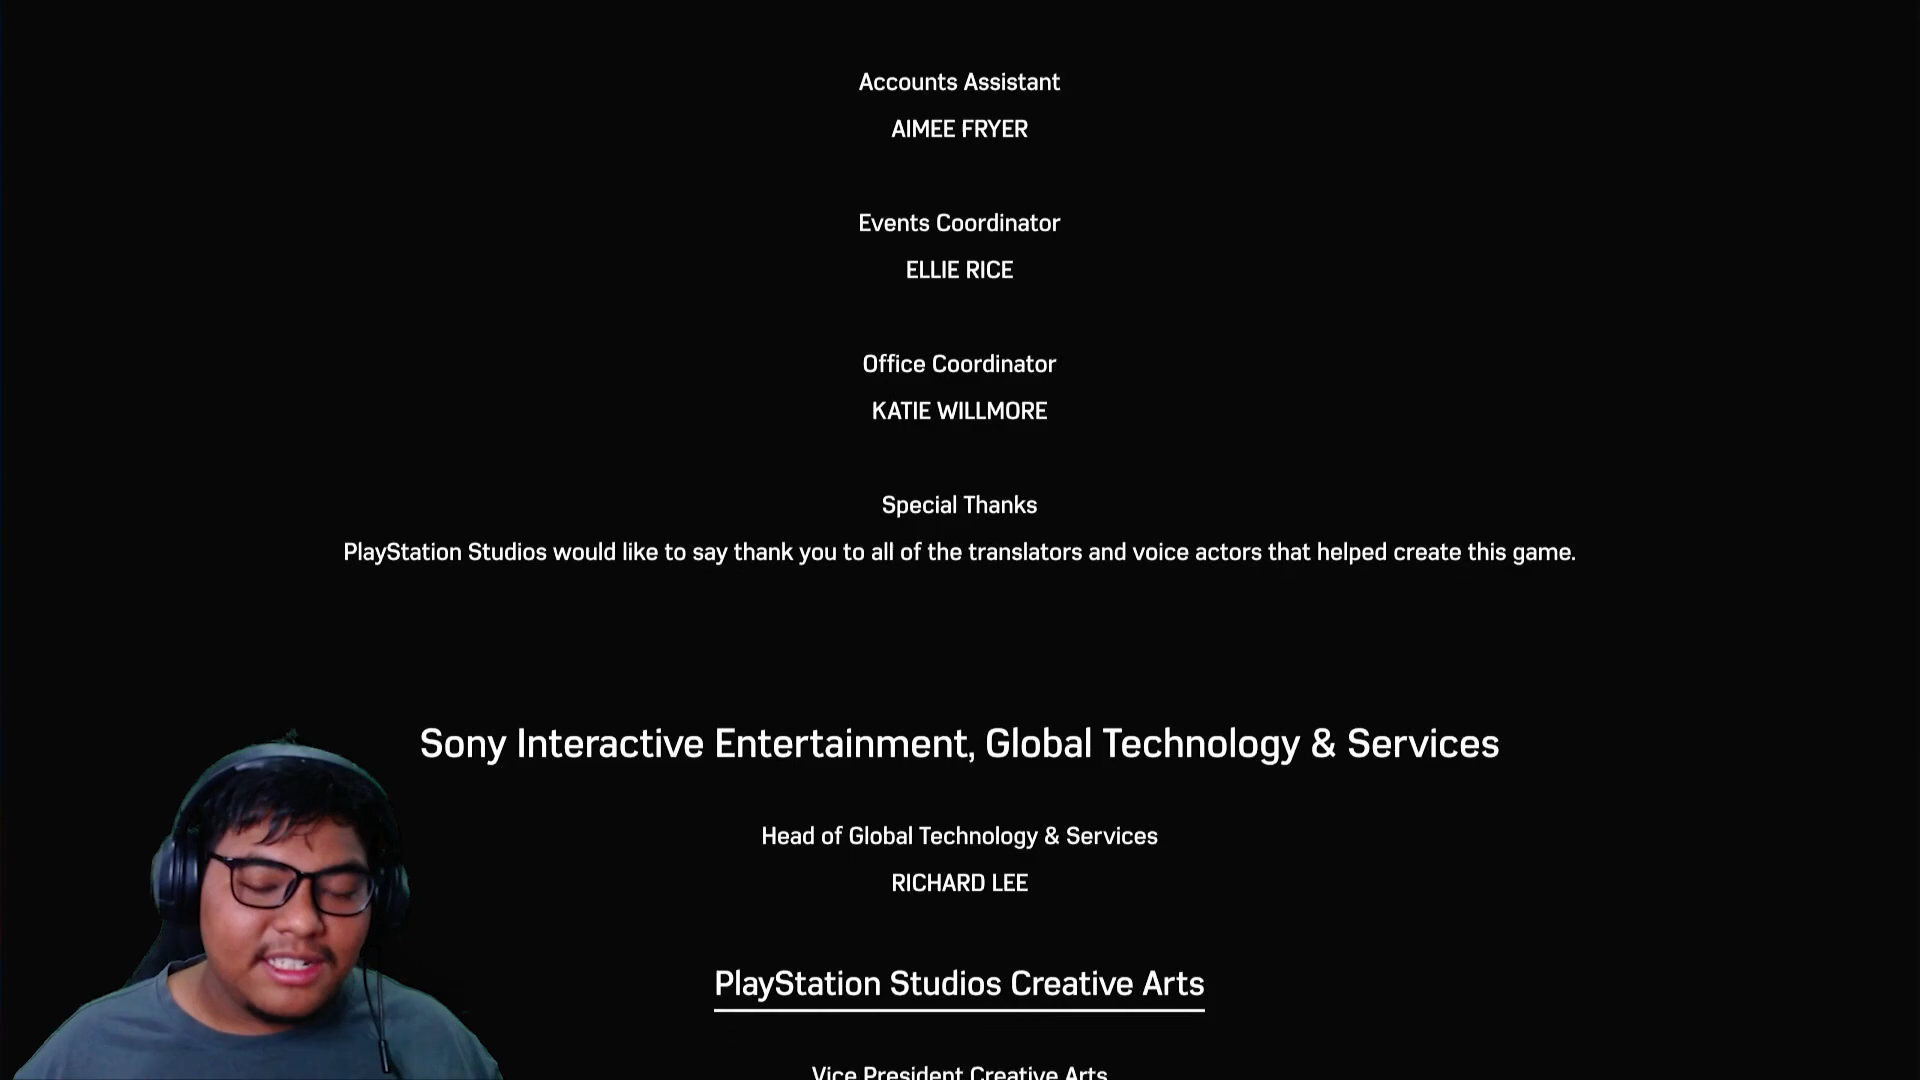 Accounts Assistant
AIMEE FRYER
Events Coordinator
ELLIE RICE
Office Coordinator
KATIE WILLMORE
Special Thanks
PlayStation Studios would like to say thank you to all of the translators and voice actors that helped create this game.
Sony Interactive Entertainment, Global Technology & Services
Head of Global Technology & Services
RICHARD LEE
PlayStation Studios Creative Arts
Vice President Creative Arts